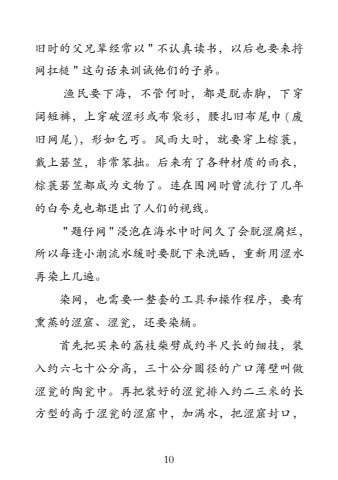 旧时的父兄辈经常以＂不认真读书，以后也要来捋
网扛槌＂这句话来训诫他们的子弟。
渔民要下海，不管何时，都是脱赤脚，下穿
阔短裤，上穿破涩衫或布袋衫，腰扎旧布尾巾（废
旧网尾），形如乞丐。风雨大时，就要穿上棕蓑，
戴上箬笠，非常笨拙。后来有了各种材质的雨衣，
棕蓑箬笠都成为文物了。连在围网时曾流行了几年
的白夸克也都退出了人们的视线。
＂题仔网＂浸泡在海水中时间久了会脱涩腐烂，
所以每逢小潮流水缓时要脱下来洗晒，重新用涩水
再染上几遍。
染网，也需要一整套的工具和操作程序，要有
熏蒸的涩窟、涩瓮，还要染桶。
首先把买来的荔枝柴劈成约半尺长的细技，装
入约六七十公分高，三十公分圆径的广口薄壁叫做
涩瓮的陶瓮中。再把装好的涩瓮排入约二三米的长
方型的高于涩瓮的涩窟中，加满水，把涩窟封口，
10